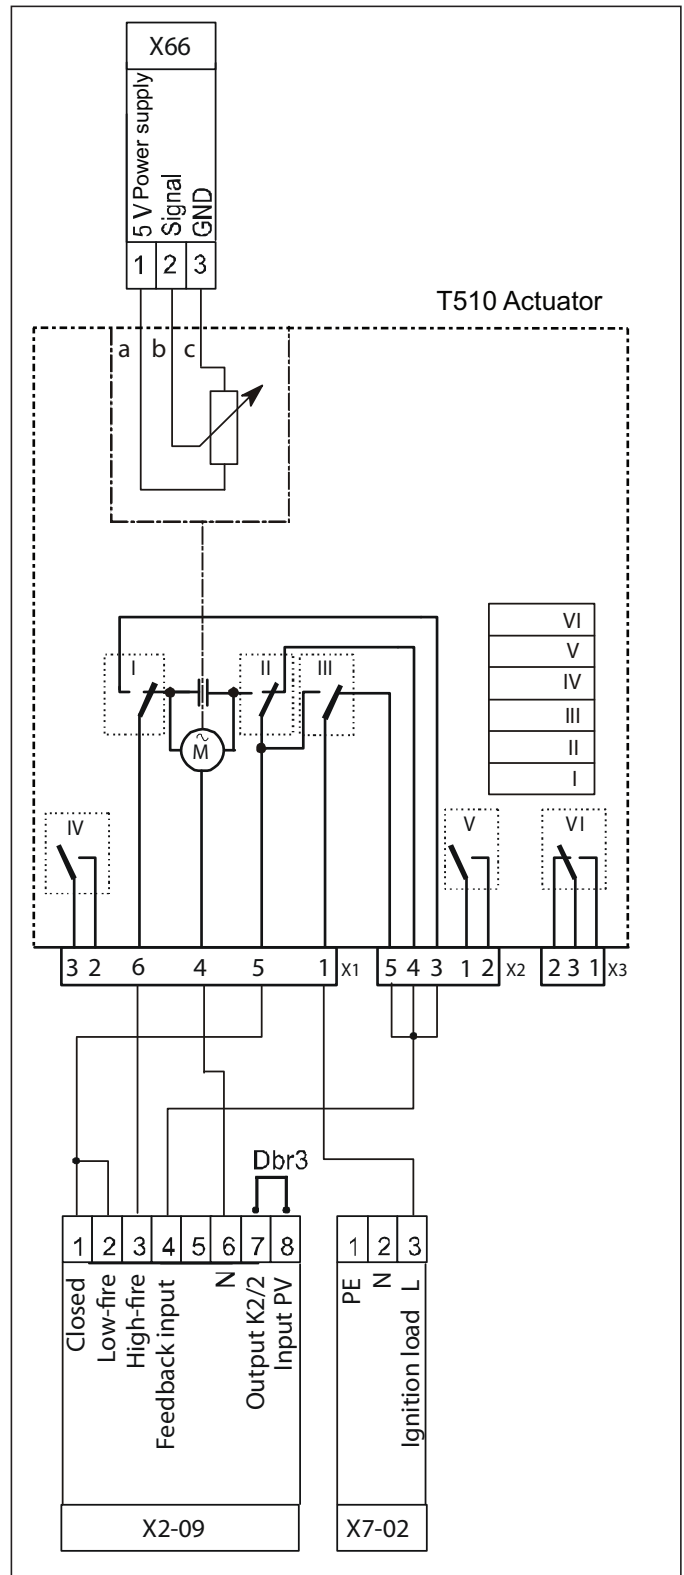 X66
5 V Power supply
Signal
GND
1 2 3
T510 Actuator
a b c
I
II
III
M
VI
V
IV
III
II
I
IV
V
VI
3 2 6 4 5 1 X1
5 4 3 1 2 X2
2 3 1 X3
Dbr3
1 2 3 4 5 6 7 8
1 2 3
Closed
Low-fire
High-fire
Feedback input
N
Output K2/2
Input PV
PE
N
Ignition load L
X2-09
X7-02